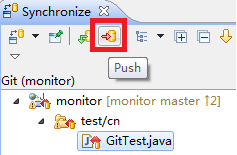 Synchronize
Push
Git (monitor)
monitor [monitor master ↑2]
test/cn
GitTest.java